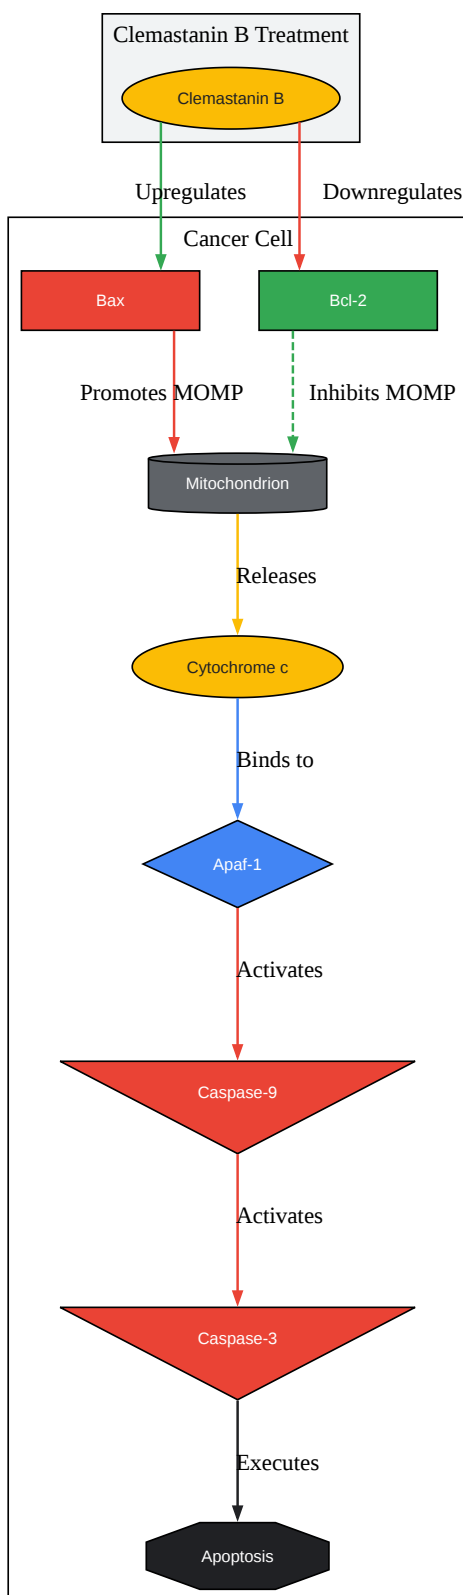 Clemastanin B Treatment
Clemastanin B
Upregulates
Downregulates
Cancer Cell
Bax
Bcl-2
Promotes MOMP
Inhibits MOMP
Mitochondrion
Releases
Cytochrome c
Binds to
Apaf-1
Activates
Caspase-9
Activates
Caspase-3
Executes
Apoptosis